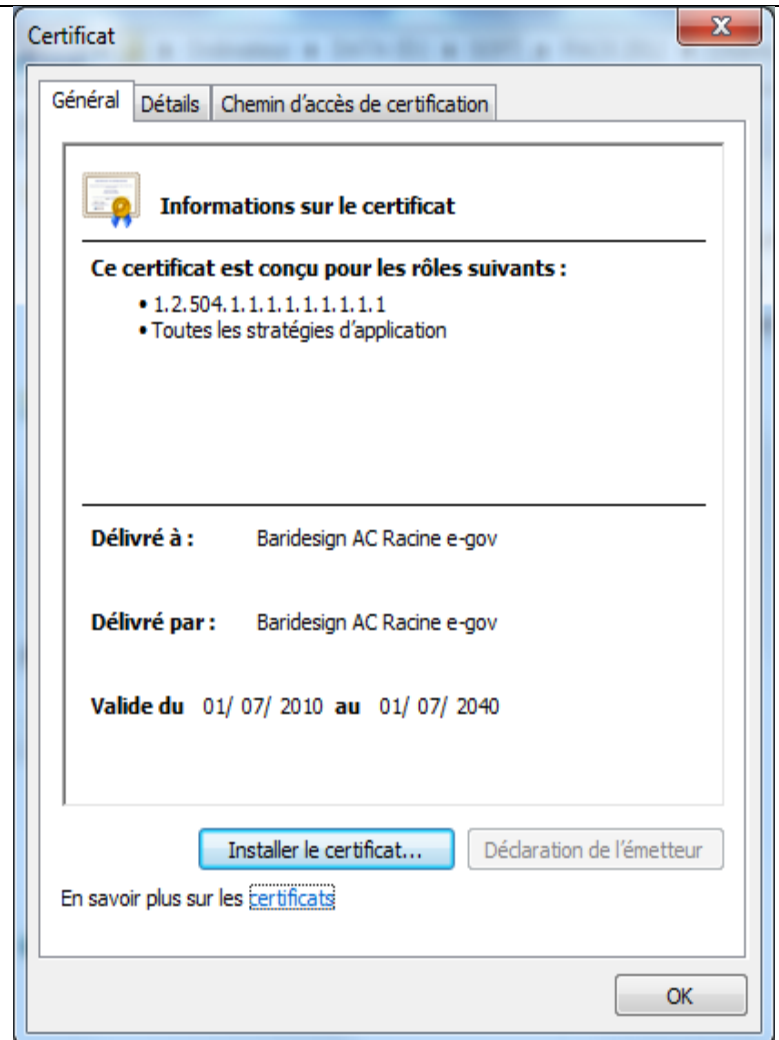 Certificat
X
Général Détails Chemin d'accès de certification
Informations sur le certificat
Ce certificat est conçu pour les rôles suivants :
• 1.2.504.1.1.1.1.1.1.1.1.1
• Toutes les stratégies d'application
Délivré à : Baridesign AC Racine e-gov
Délivré par : Baridesign AC Racine e-gov
Valide du 01/ 07/ 2010 au 01/ 07/ 2040
Installer le certificat... Déclaration de l'émetteur
En savoir plus sur les certificats
OK